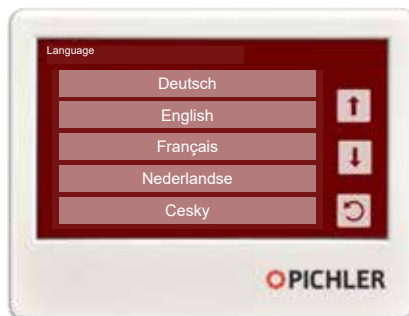 Language
Deutsch
English
Français
Nederlandse
Cesky
PICHLER